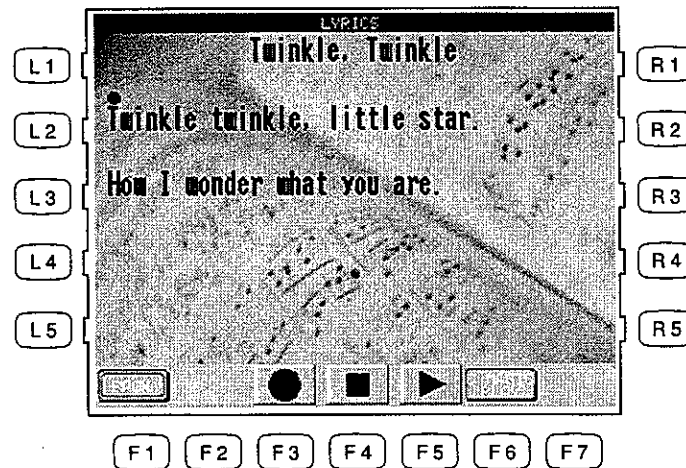 LYRICS
Twinkle, Twinkle
L1
R1
Twinkle twinkle, little star.
L2
R2
How I wonder what you are.
L3
R3
L4
R4
L5
R5
F1 F2 F3 F4 F5 F6 F7